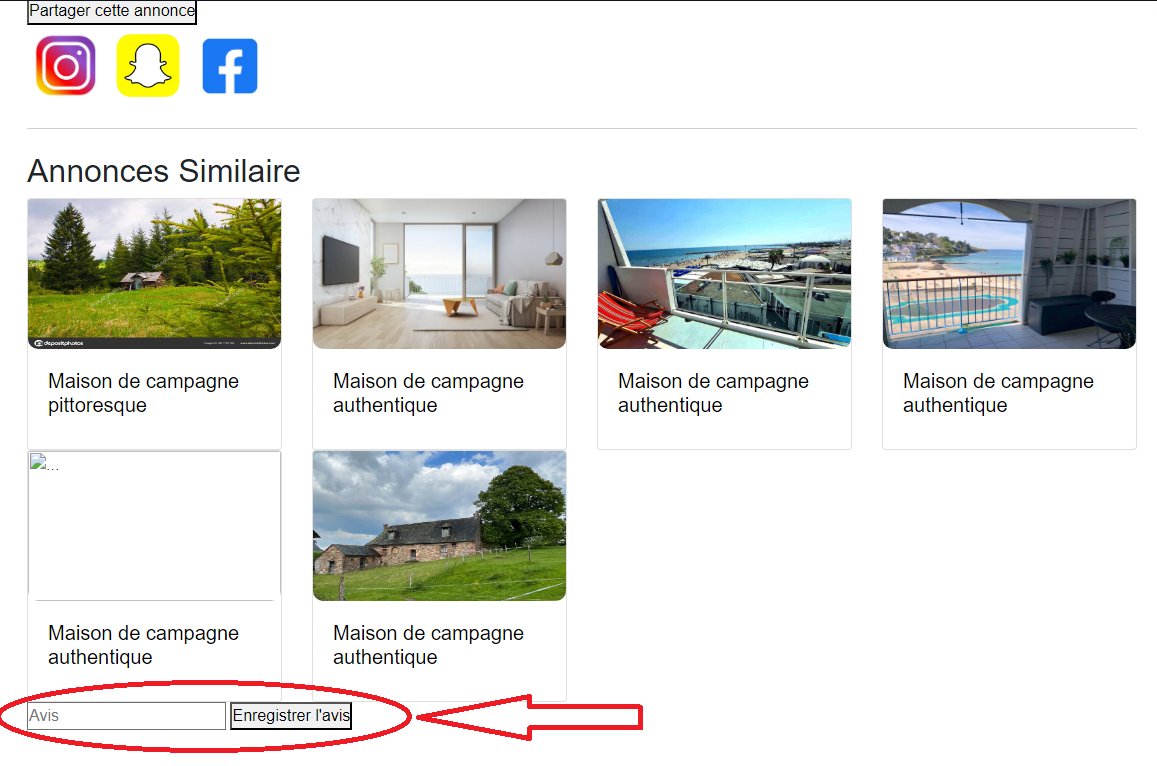 Partager cette annonce
Annonces Similaire
depositphotos
Maison de campagne
pittoresque
Maison de campagne
authentique
Maison de campagne
authentique
Maison de campagne
authentique
...
Maison de campagne
authentique
Maison de campagne
authentique
Avis
Enregistrer l'avis